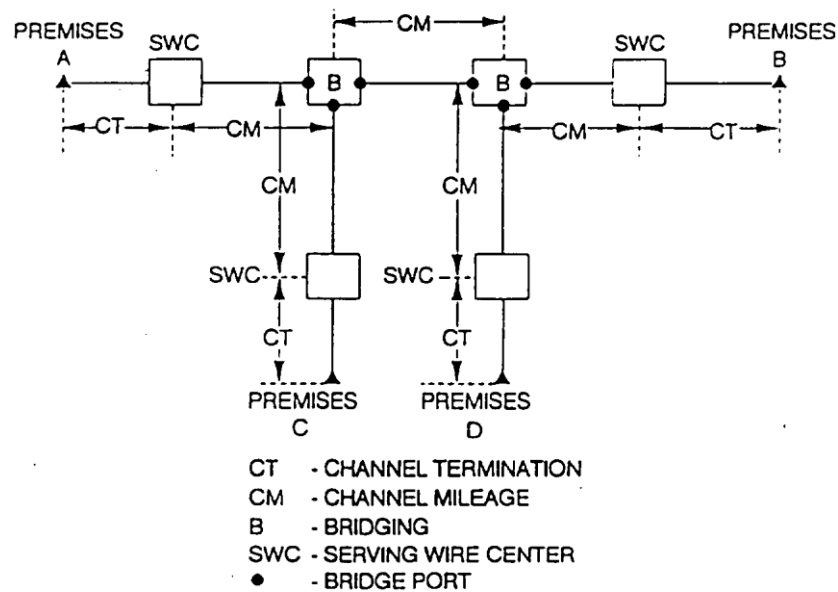 CM
PREMISES
A
SWC
SWC
PREMISES
B
B
B
CT
CM
CM
CT
CM
CM
SWC
SWC
CT
CT
PREMISES
C
PREMISES
D
CT - CHANNEL TERMINATION
CM - CHANNEL MILEAGE
B - BRIDGING
SWC - SERVING WIRE CENTER
● - BRIDGE PORT